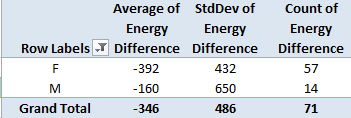 Average of StdDev of Count of
Energy Energy Energy
Row Labels Difference Difference Difference
F -392 432 57
M -160 650 14
Grand Total -346 486 71